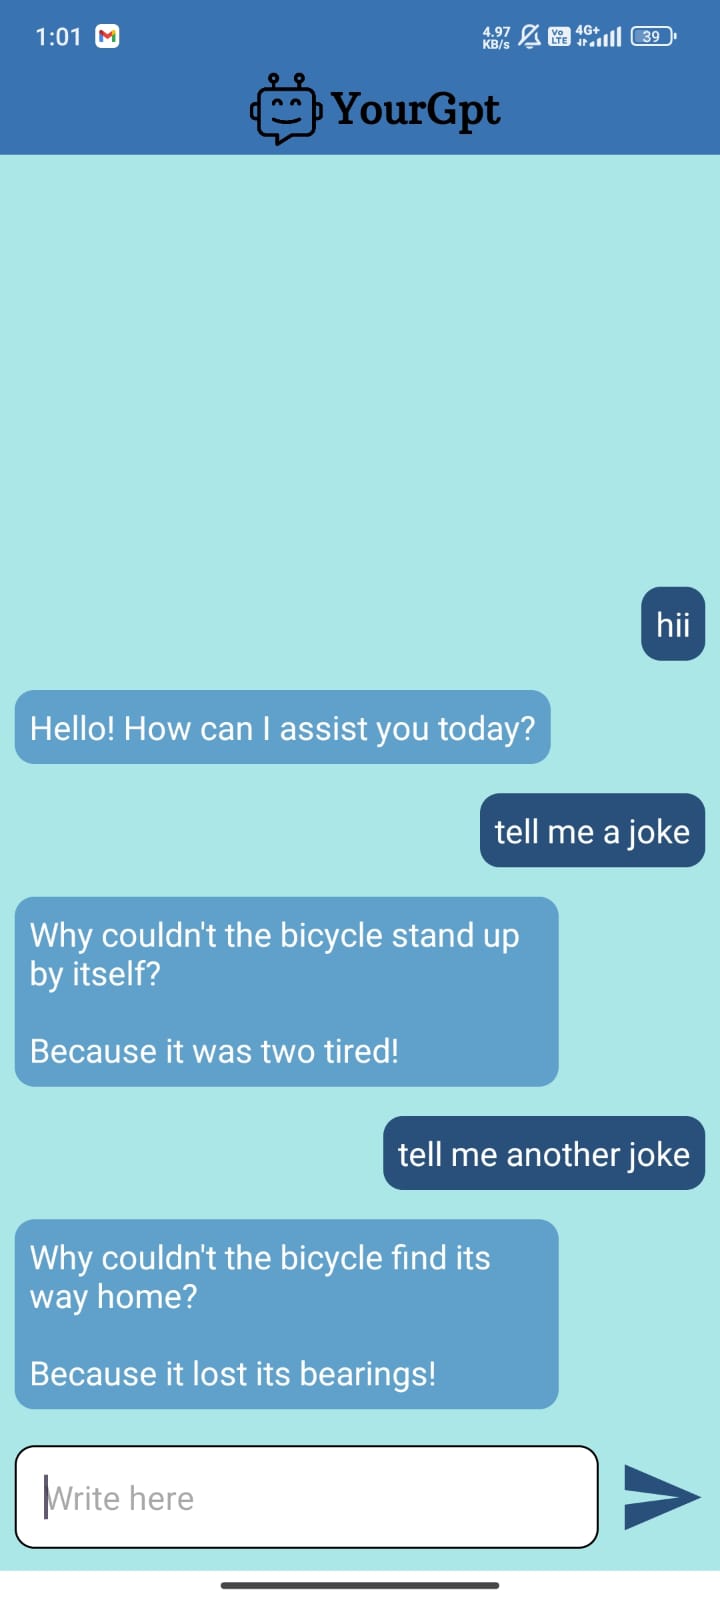 1:01 4.97 KB/s Vo LTE 4G+ 39
YourGpt
hii
Hello! How can I assist you today?
tell me a joke
Why couldn't the bicycle stand up
by itself?
Because it was two tired!
tell me another joke
Why couldn't the bicycle find its
way home?
Because it lost its bearings!
Write here